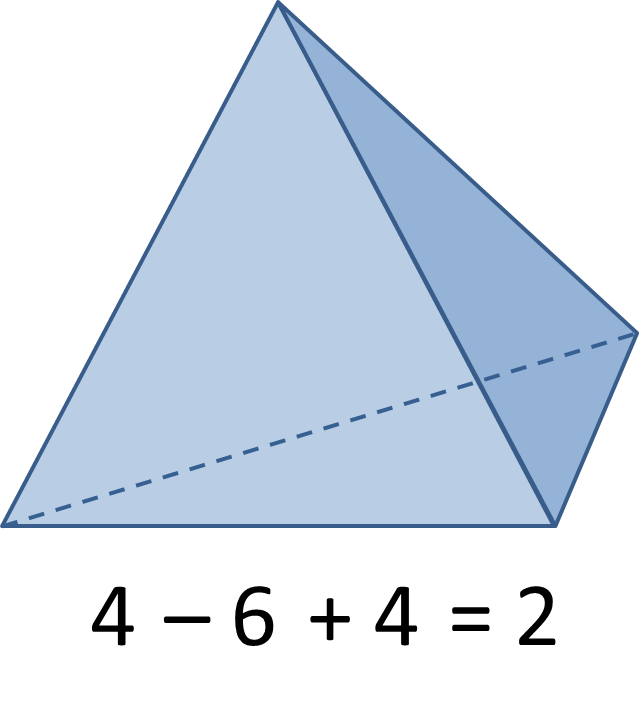 4 – 6 + 4 = 2